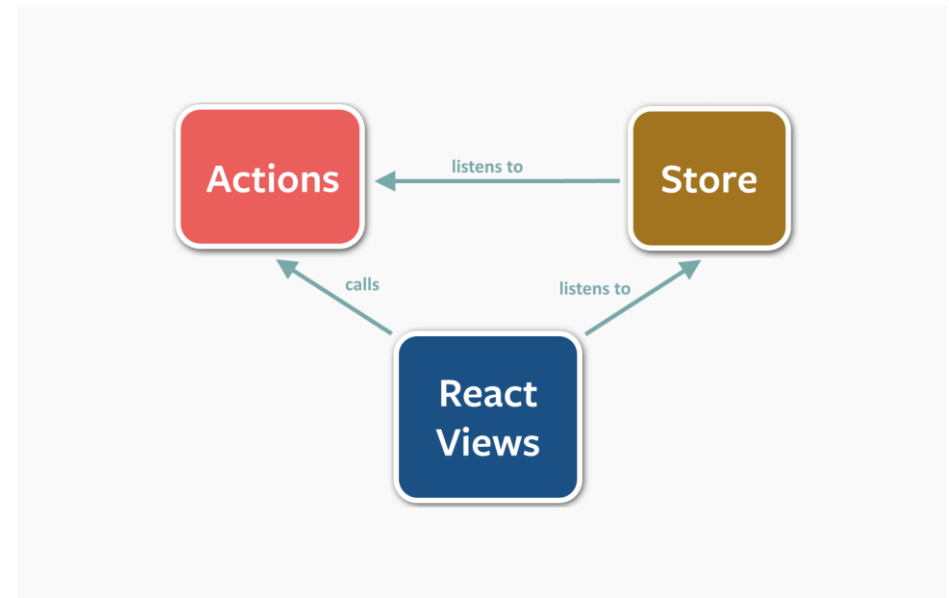 listens to
Actions
Store
calls
listens to
React
Views